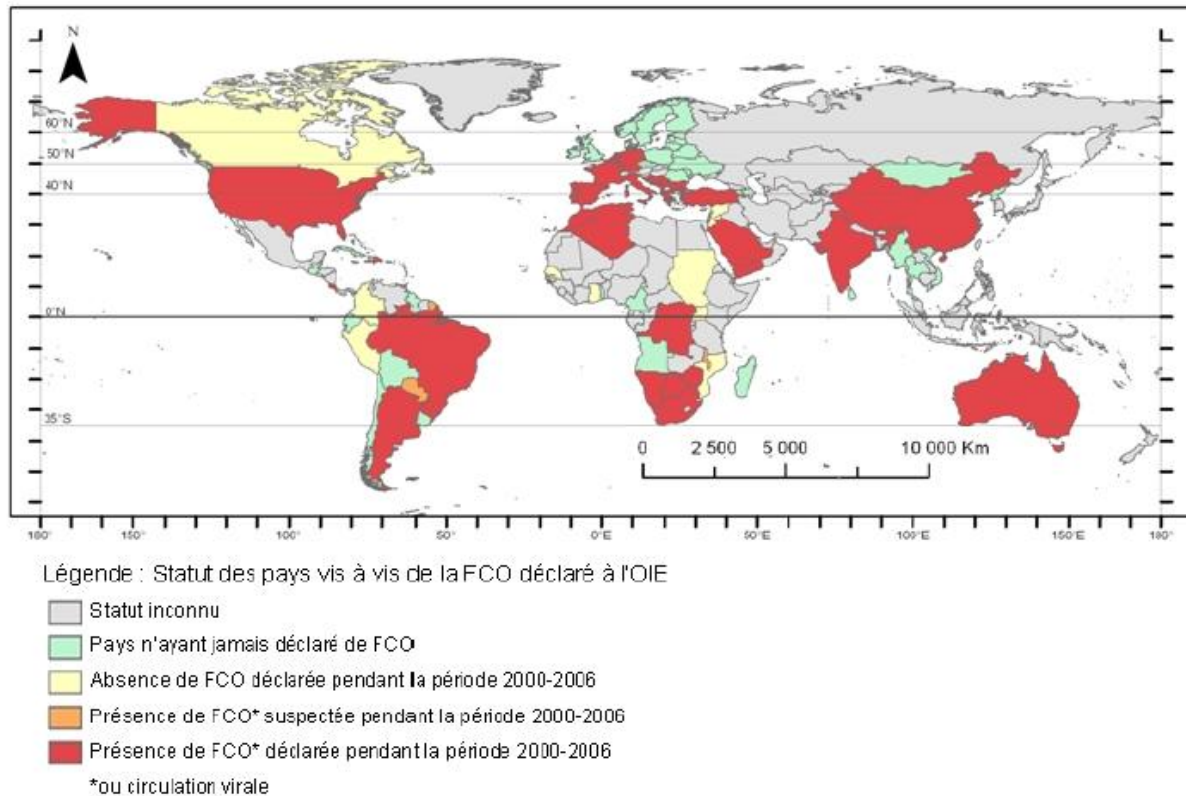 N
60°N
50°N
40°N
0°N
35°S
0 2 500 5 000 10 000 Km
180° 150° 100° 50° 0°E 50°E 100°E 150°E 180°
Légende : Statut des pays vis à vis de la FCO déclaré à l'OIE
Statut inconnu
Pays n'ayant jamais déclaré de FCO
Absence de FCO déclarée pendant la période 2000-2006
Présence de FCO* suspectée pendant la période 2000-2006
Présence de FCO* déclarée pendant la période 2000-2006
*ou circulation virale